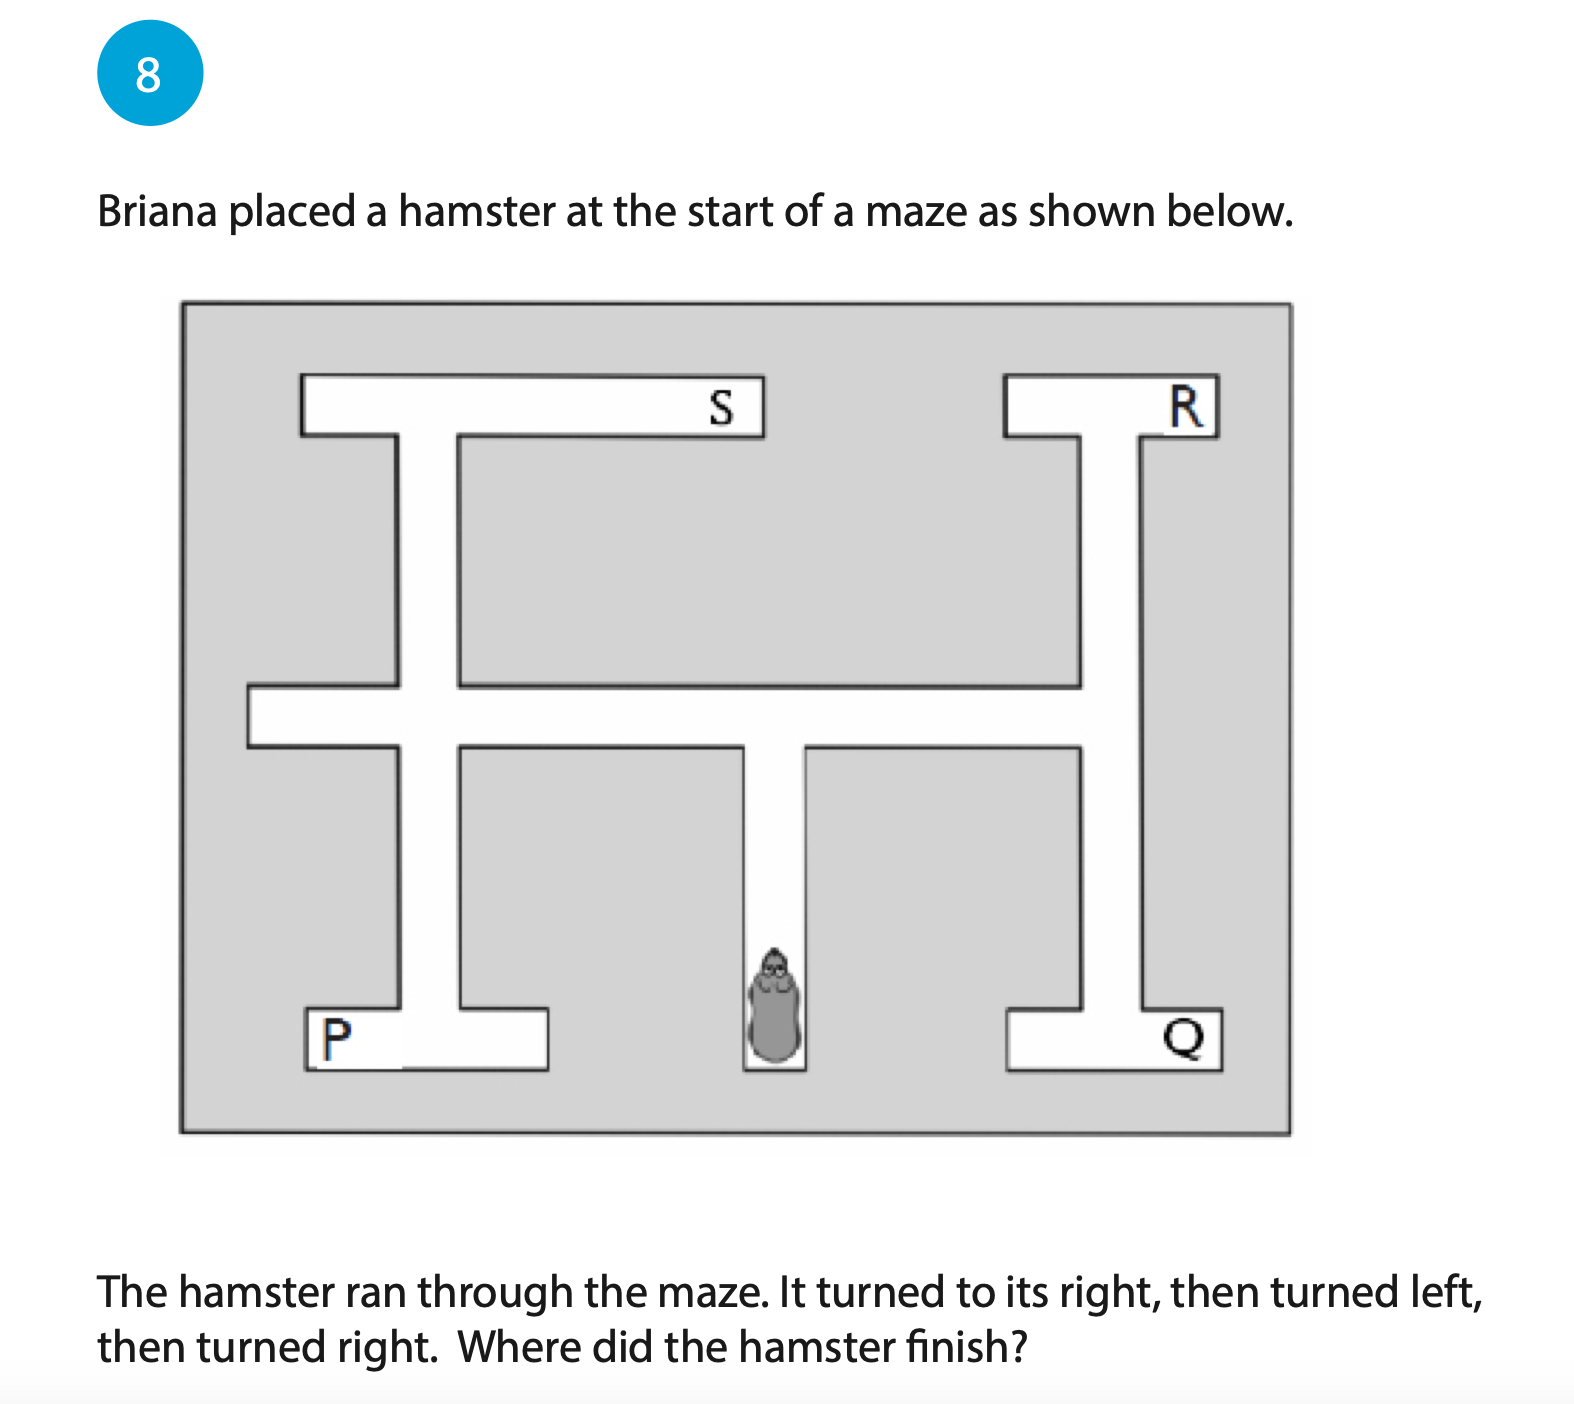 8
Briana placed a hamster at the start of a maze as shown below.
S
R
P
Q
The hamster ran through the maze. It turned to its right, then turned left,
then turned right. Where did the hamster finish?